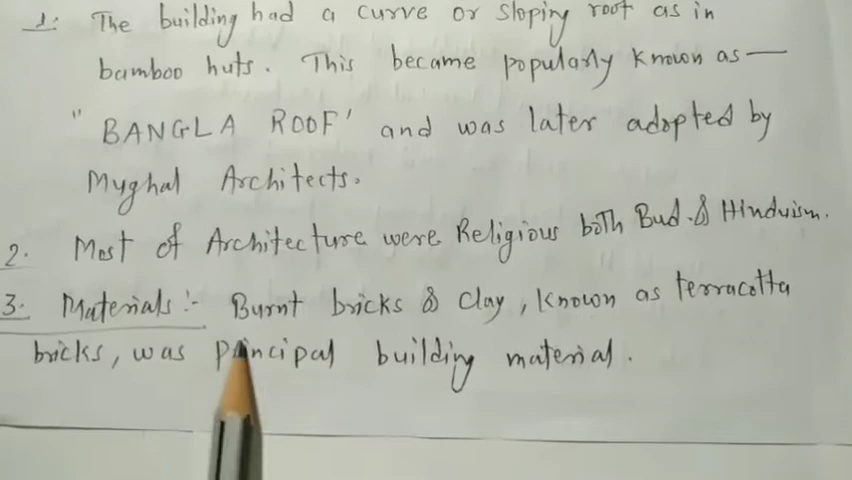 1. The building had a curve or sloping roof as in
bamboo huts. This became popularly known as —
"BANGLA ROOF' and was later adopted by
Mughal Architects.
2. Most of Architecture were Religious both Bud. & Hinduism.
3. Materials :- Burnt bricks & clay, known as terracotta
bricks, was principal building material.